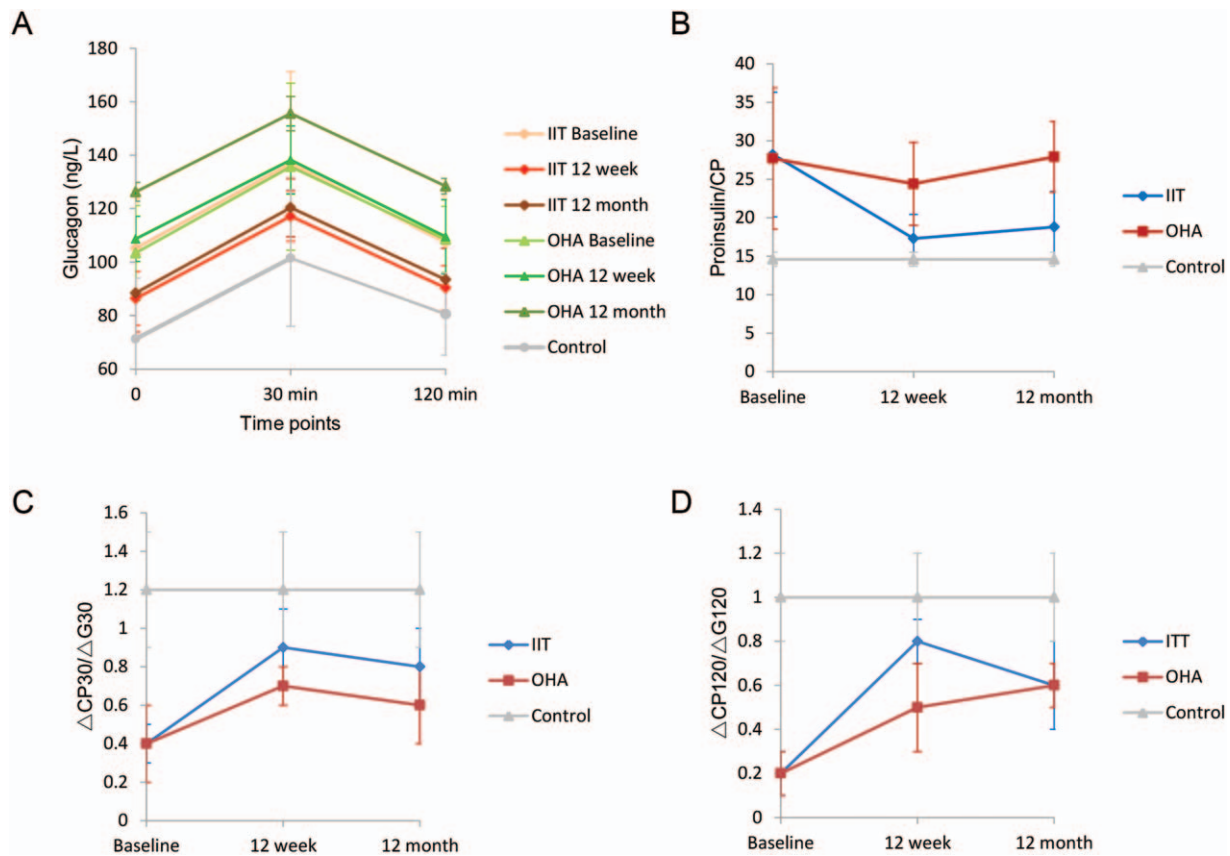 A
Glucagon (ng/L)
180
160
140
120
100
80
60
0
30 min
120 min
Time points
IIT Baseline
IIT 12 week
IIT 12 month
OHA Baseline
OHA 12 week
OHA 12 month
Control
B
Proinsulin/CP
40
35
30
25
20
15
10
5
0
Baseline
12 week
12 month
IIT
OHA
Control
C
△CP30/△G30
1.6
1.4
1.2
1
0.8
0.6
0.4
0.2
0
Baseline
12 week
12 month
IIT
OHA
Control
D
△CP120/△G120
1.4
1.2
1
0.8
0.6
0.4
0.2
0
Baseline
12 week
12 month
ITT
OHA
Control